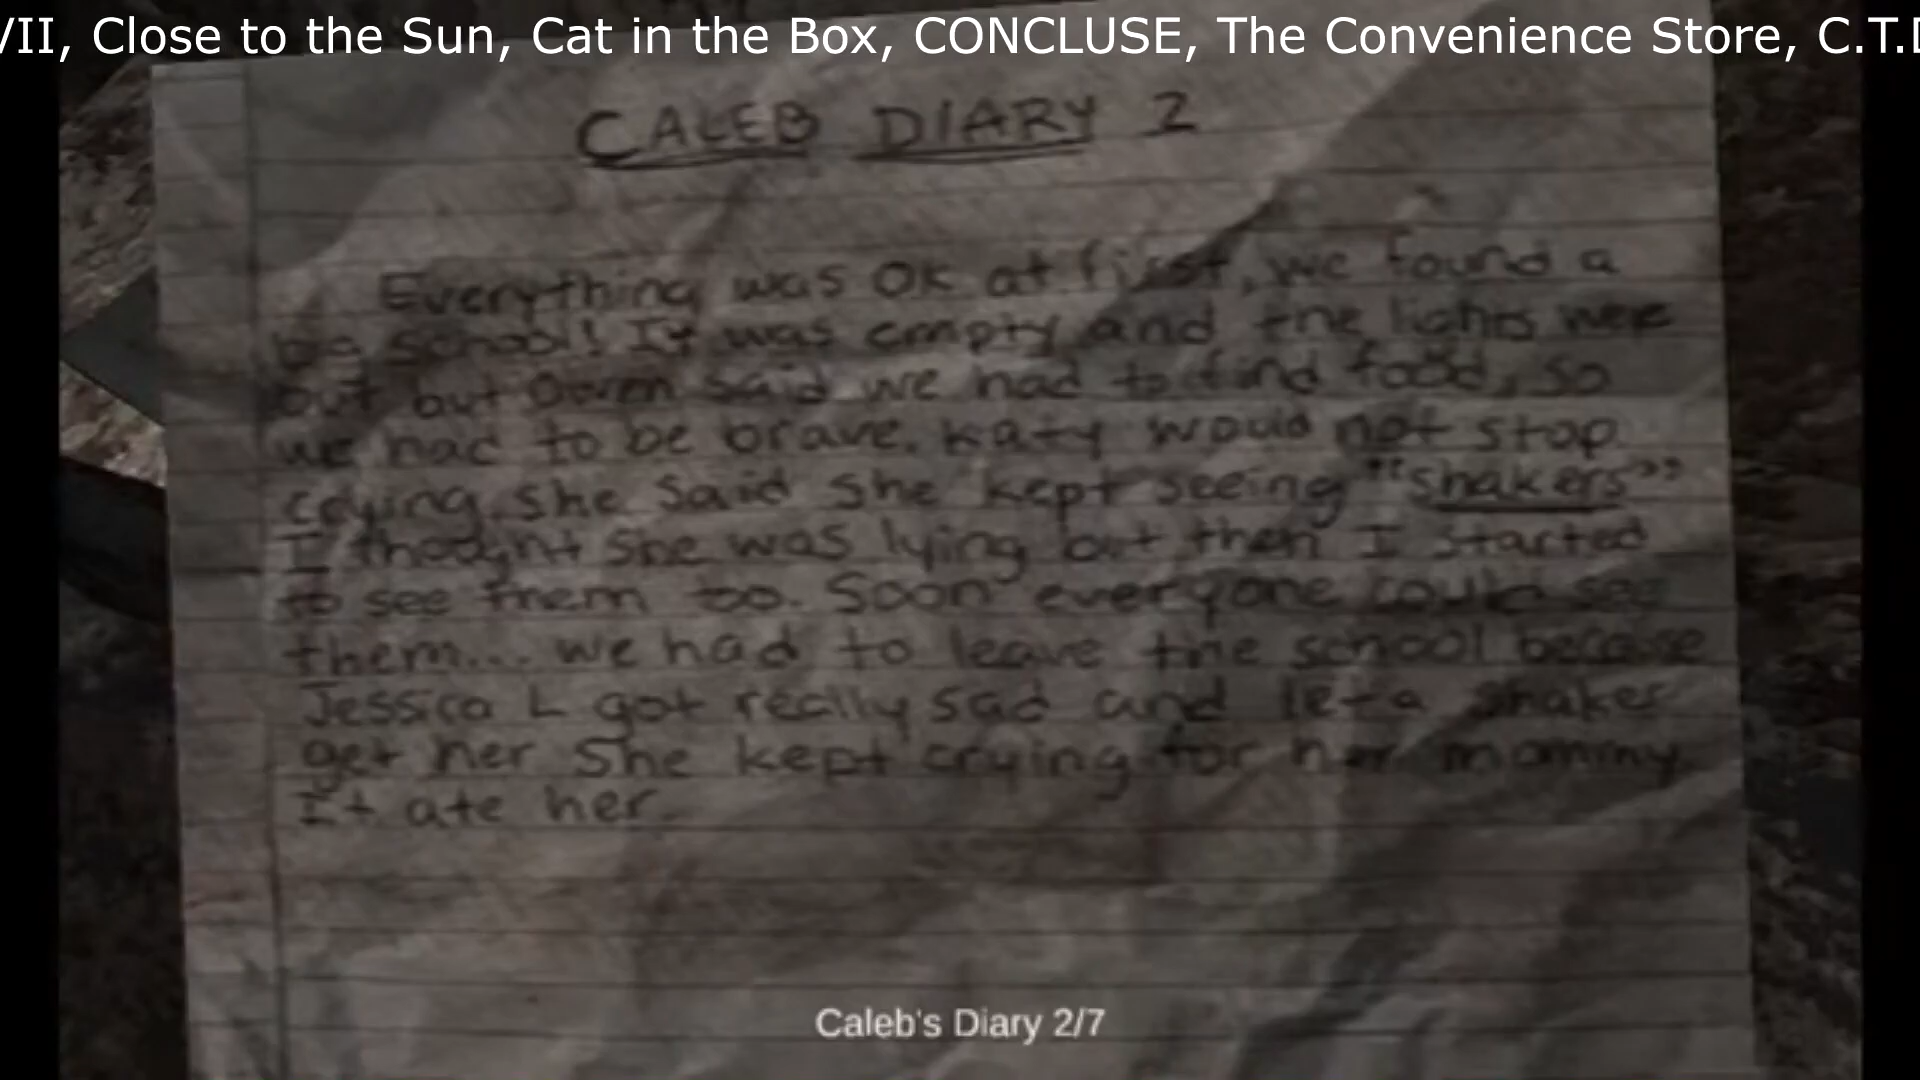 VII, Close to the Sun, Cat in the Box, CONCLUSE, The Convenience Store, C.T.
CALEB DIARY 2
Everything was OK at first, we found a
big school! It was empty and the lights were
out but Owen said we had to find food, so
we had to be brave. Katy would not stop
crying. she said she kept seeing "shakers"
I thought she was lying but then I started
to see them too. Soon everyone could see
them... we had to leave the school because
Jessica L got really sad and let a shaker
get her She kept crying for her mommy.
It ate her.
Caleb's Diary 2/7